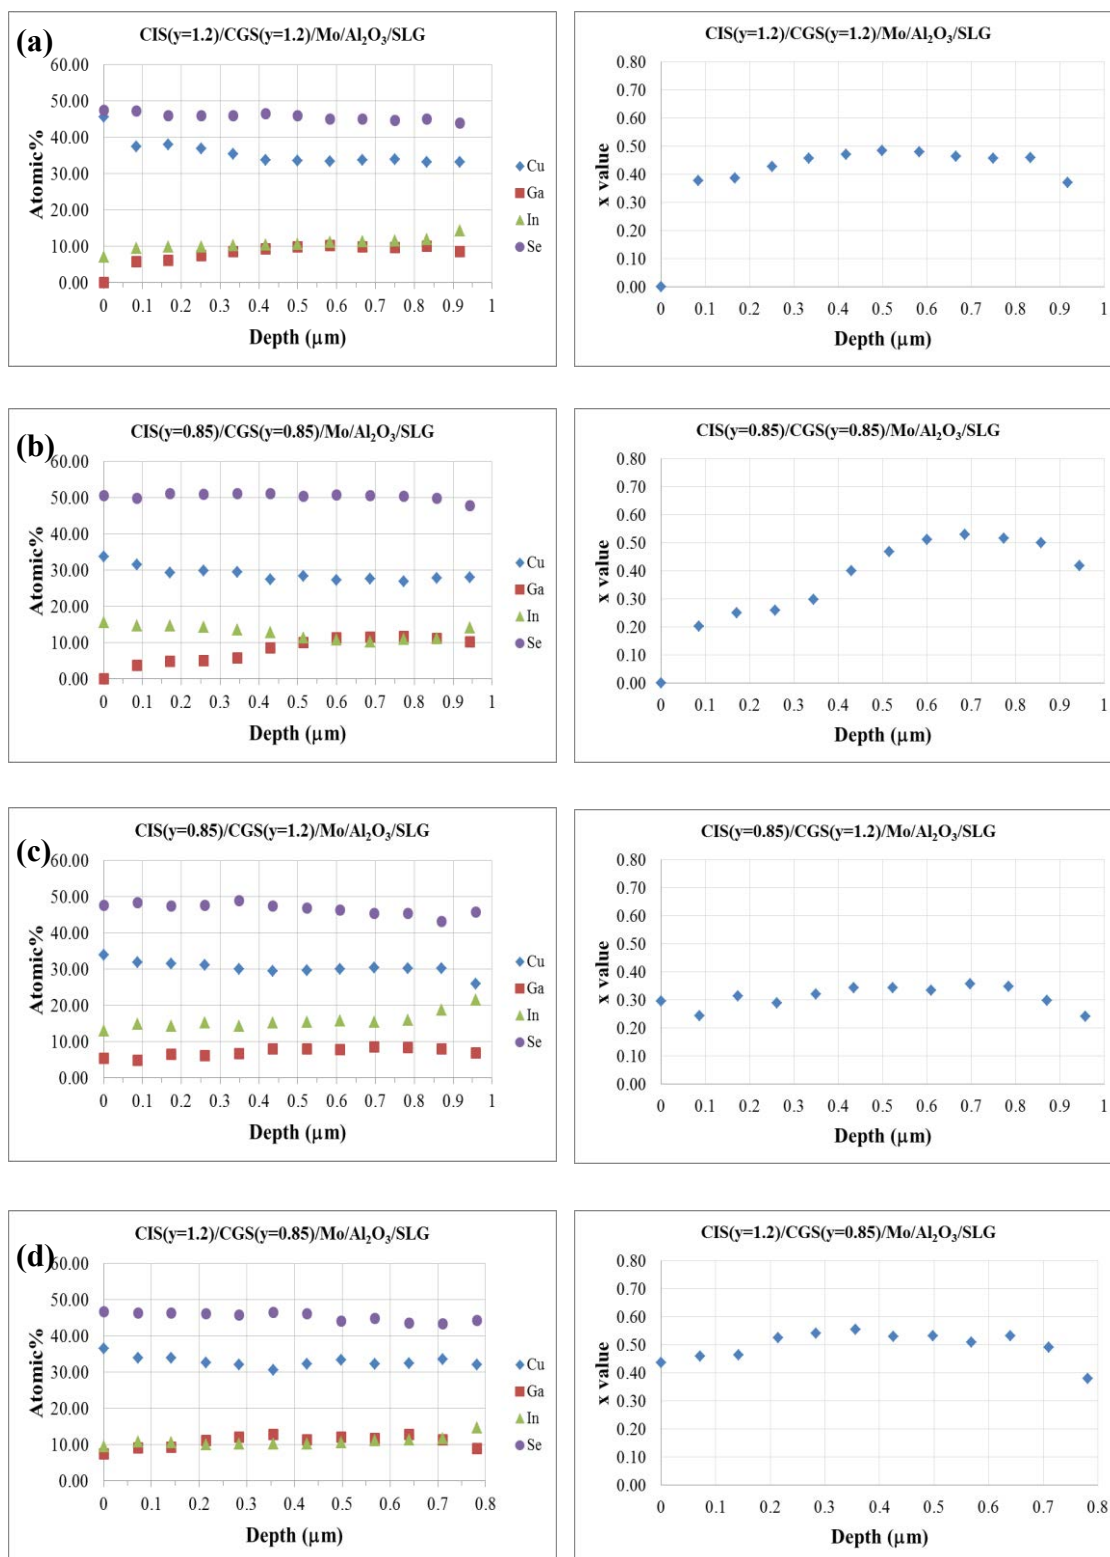 (a)
CIS(y=1.2)/CGS(y=1.2)/Mo/Al₂O₃/SLG
60.00
50.00
40.00
30.00
20.00
10.00
0.00
Atomic%
0 0.1 0.2 0.3 0.4 0.5 0.6 0.7 0.8 0.9 1
Depth (μm)
Cu
Ga
In
Se
CIS(y=1.2)/CGS(y=1.2)/Mo/Al₂O₃/SLG
0.80
0.70
0.60
0.50
0.40
0.30
0.20
0.10
0.00
x value
0 0.1 0.2 0.3 0.4 0.5 0.6 0.7 0.8 0.9 1
Depth (μm)
(b)
CIS(y=0.85)/CGS(y=0.85)/Mo/Al₂O₃/SLG
60.00
50.00
40.00
30.00
20.00
10.00
0.00
Atomic%
0 0.1 0.2 0.3 0.4 0.5 0.6 0.7 0.8 0.9 1
Depth (μm)
Cu
Ga
In
Se
CIS(y=0.85)/CGS(y=0.85)/Mo/Al₂O₃/SLG
0.80
0.70
0.60
0.50
0.40
0.30
0.20
0.10
0.00
x value
0 0.1 0.2 0.3 0.4 0.5 0.6 0.7 0.8 0.9 1
Depth (μm)
(c)
CIS(y=0.85)/CGS(y=1.2)/Mo/Al₂O₃/SLG
60.00
50.00
40.00
30.00
20.00
10.00
0.00
Atomic%
0 0.1 0.2 0.3 0.4 0.5 0.6 0.7 0.8 0.9 1
Depth (μm)
Cu
Ga
In
Se
CIS(y=0.85)/CGS(y=1.2)/Mo/Al₂O₃/SLG
0.80
0.70
0.60
0.50
0.40
0.30
0.20
0.10
0.00
x value
0 0.1 0.2 0.3 0.4 0.5 0.6 0.7 0.8 0.9 1
Depth (μm)
(d)
CIS(y=1.2)/CGS(y=0.85)/Mo/Al₂O₃/SLG
60.00
50.00
40.00
30.00
20.00
10.00
0.00
Atomic%
0 0.1 0.2 0.3 0.4 0.5 0.6 0.7 0.8
Depth (μm)
Cu
Ga
In
Se
CIS(y=1.2)/CGS(y=0.85)/Mo/Al₂O₃/SLG
0.80
0.70
0.60
0.50
0.40
0.30
0.20
0.10
0.00
x value
0 0.1 0.2 0.3 0.4 0.5 0.6 0.7 0.8
Depth (μm)